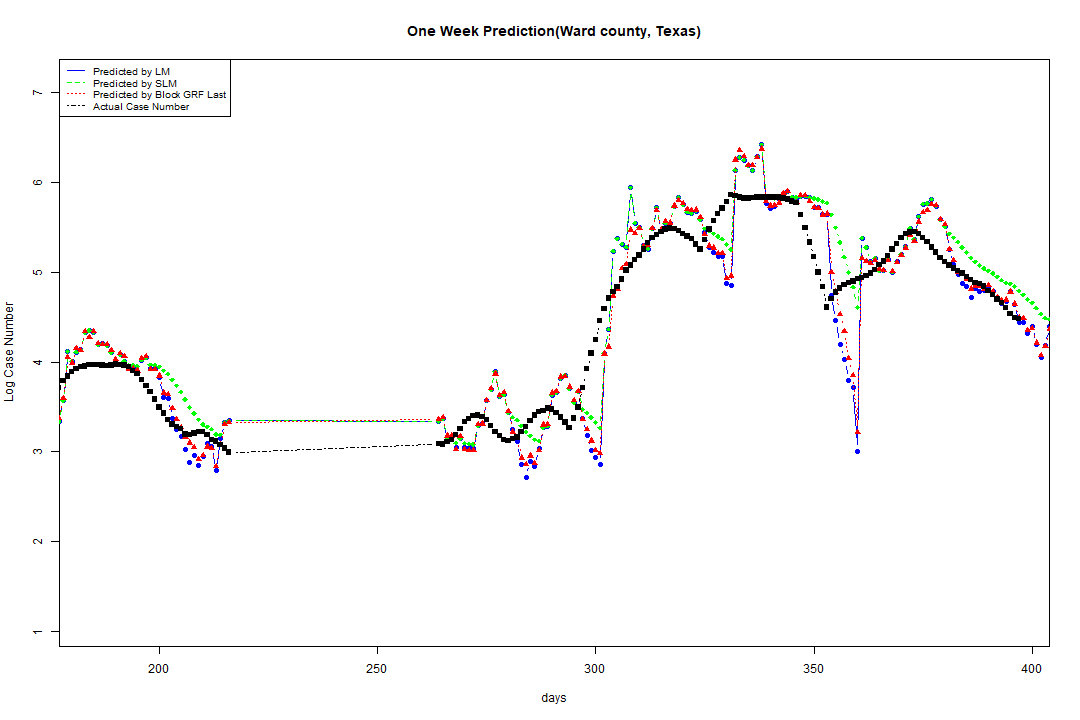 One Week Prediction(Ward county, Texas)
Predicted by LM
Predicted by SLM
Predicted by Block GRF Last
Actual Case Number
7
6
5
4
3
2
1
Log Case Number
200 250 300 350 400
days